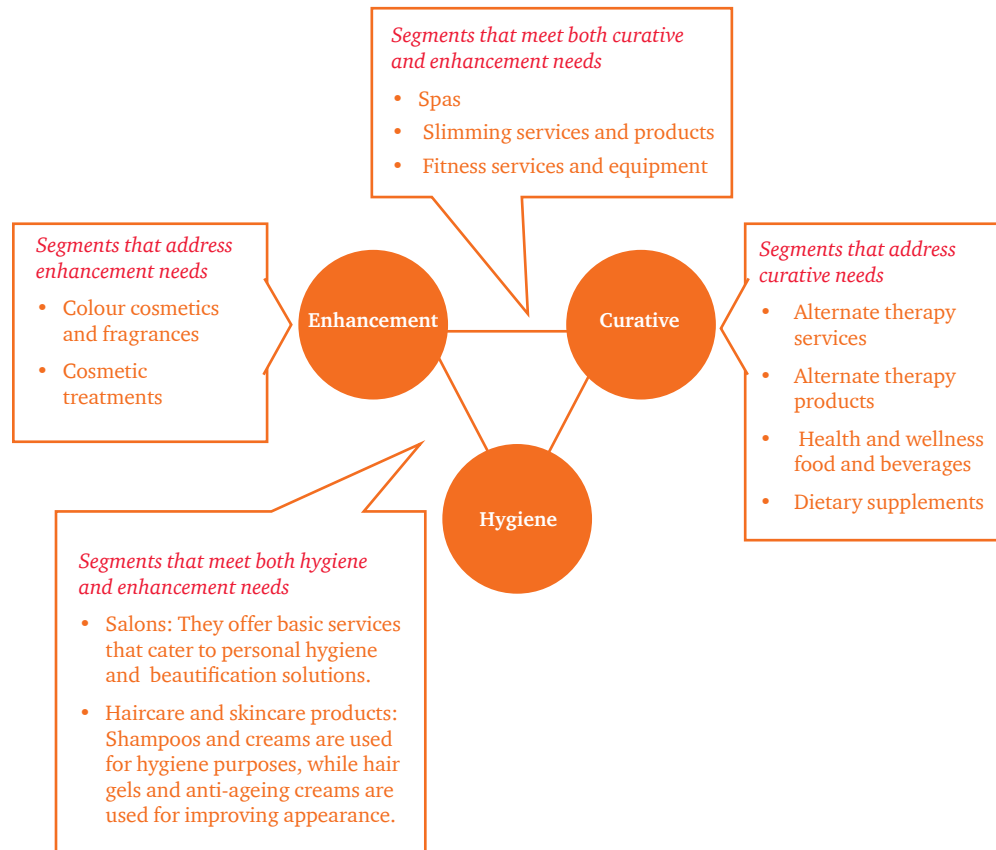 Segments that meet both curative
and enhancement needs
• Spas
• Slimming services and products
• Fitness services and equipment
Segments that address
enhancement needs
• Colour cosmetics
and fragrances
• Cosmetic
treatments
Enhancement
Curative
Segments that address
curative needs
• Alternate therapy
services
• Alternate therapy
products
• Health and wellness
food and beverages
• Dietary supplements
Hygiene
Segments that meet both hygiene
and enhancement needs
• Salons: They offer basic services
that cater to personal hygiene
and beautification solutions.
• Haircare and skincare products:
Shampoos and creams are used
for hygiene purposes, while hair
gels and anti-ageing creams are
used for improving appearance.